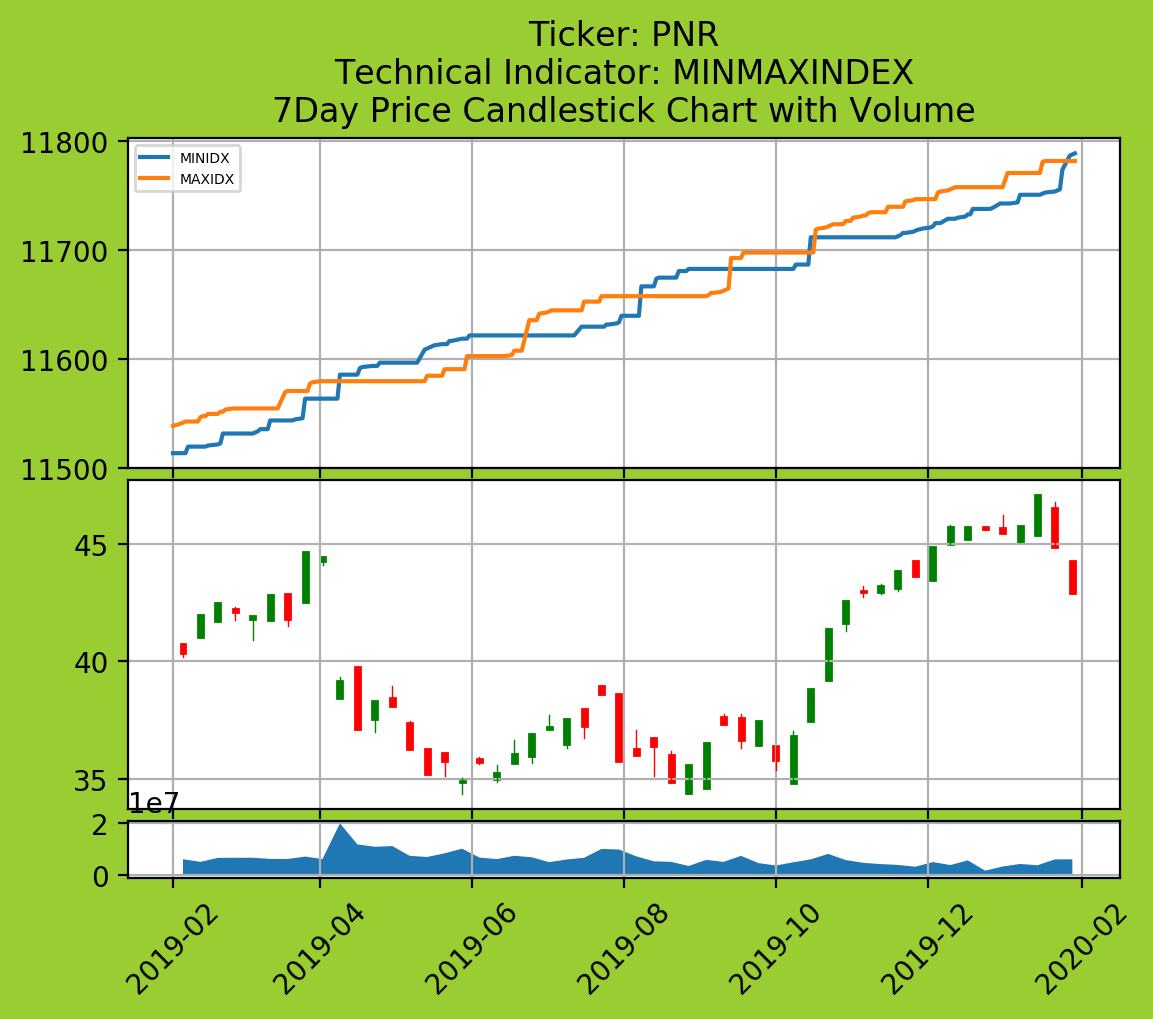 Ticker: PNR
Technical Indicator: MINMAXINDEX
7Day Price Candlestick Chart with Volume
11800
MINIDX
MAXIDX
11700
11600
11500
45
40
35
1e7
2
0
2019-02
2019-04
2019-06
2019-08
2019-10
2019-12
2020-02